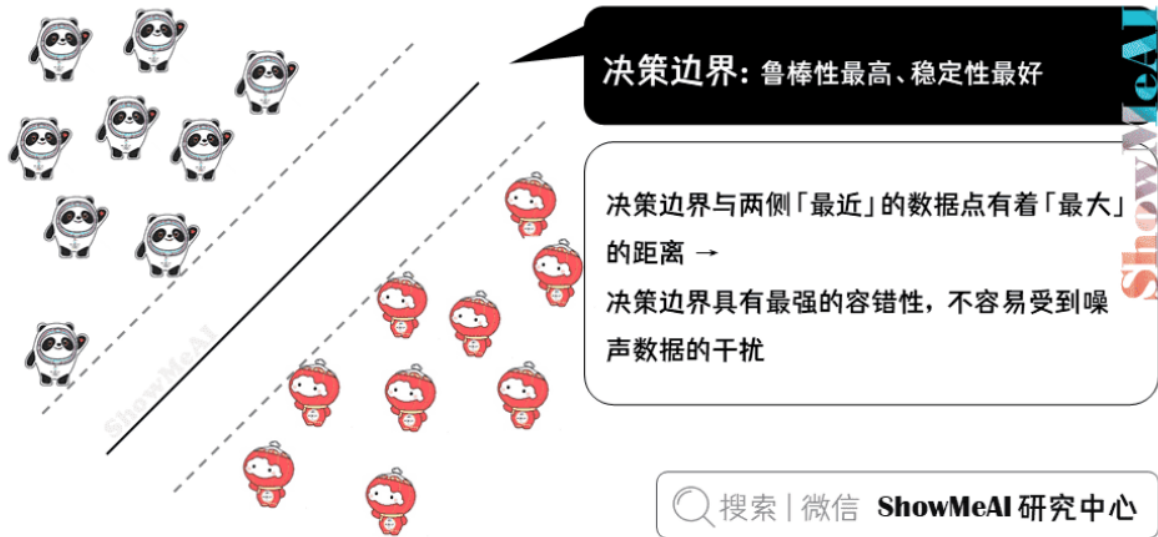 决策边界: 鲁棒性最高、稳定性最好
ShowMeAI
决策边界与两侧「最近」的数据点有着「最大」
的距离 →
决策边界具有最强的容错性，不容易受到噪
声数据的干扰
ShowMeAI
搜索 | 微信 ShowMeAI 研究中心